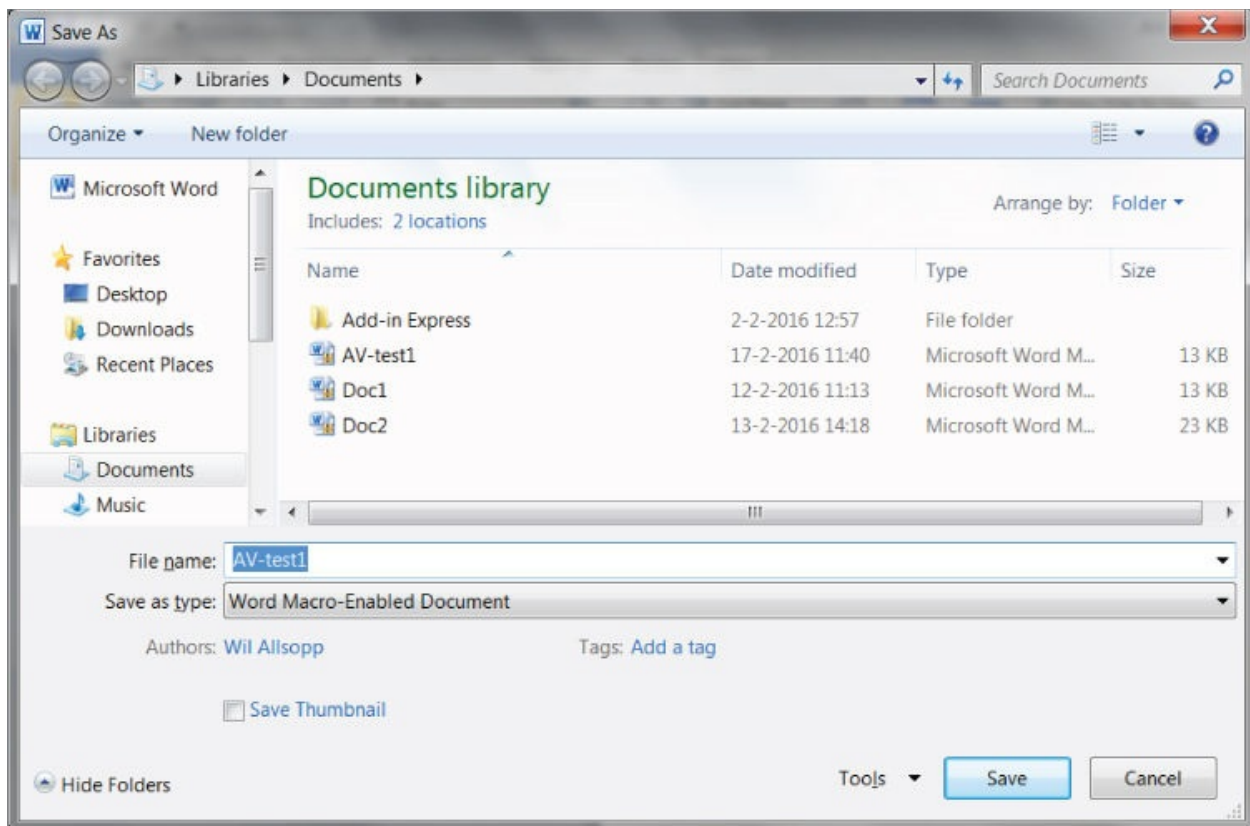 Save As
Libraries Documents
Search Documents
Organize New folder
Microsoft Word
Favorites
Desktop
Downloads
Recent Places
Libraries
Documents
Music
Documents library
Includes: 2 locations
Arrange by: Folder
Name Date modified Type Size
Add-in Express 2-2-2016 12:57 File folder
AV-test1 17-2-2016 11:40 Microsoft Word M... 13 KB
Doc1 12-2-2016 11:13 Microsoft Word M... 13 KB
Doc2 13-2-2016 14:18 Microsoft Word M... 23 KB
File name: AV-test1
Save as type: Word Macro-Enabled Document
Authors: Wil Allsopp Tags: Add a tag
Save Thumbnail
Hide Folders Tools Save Cancel